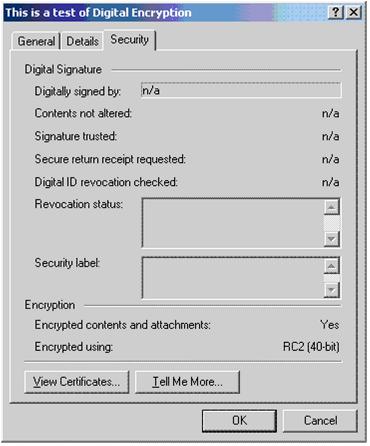 This is a test of Digital Encryption
General Details Security
Digital Signature
Digitally signed by: n/a
Contents not altered: n/a
Signature trusted: n/a
Secure return receipt requested: n/a
Digital ID revocation checked: n/a
Revocation status:
Security label:
Encryption
Encrypted contents and attachments: Yes
Encrypted using: RC2 (40-bit)
View Certificates... Tell Me More...
OK Cancel